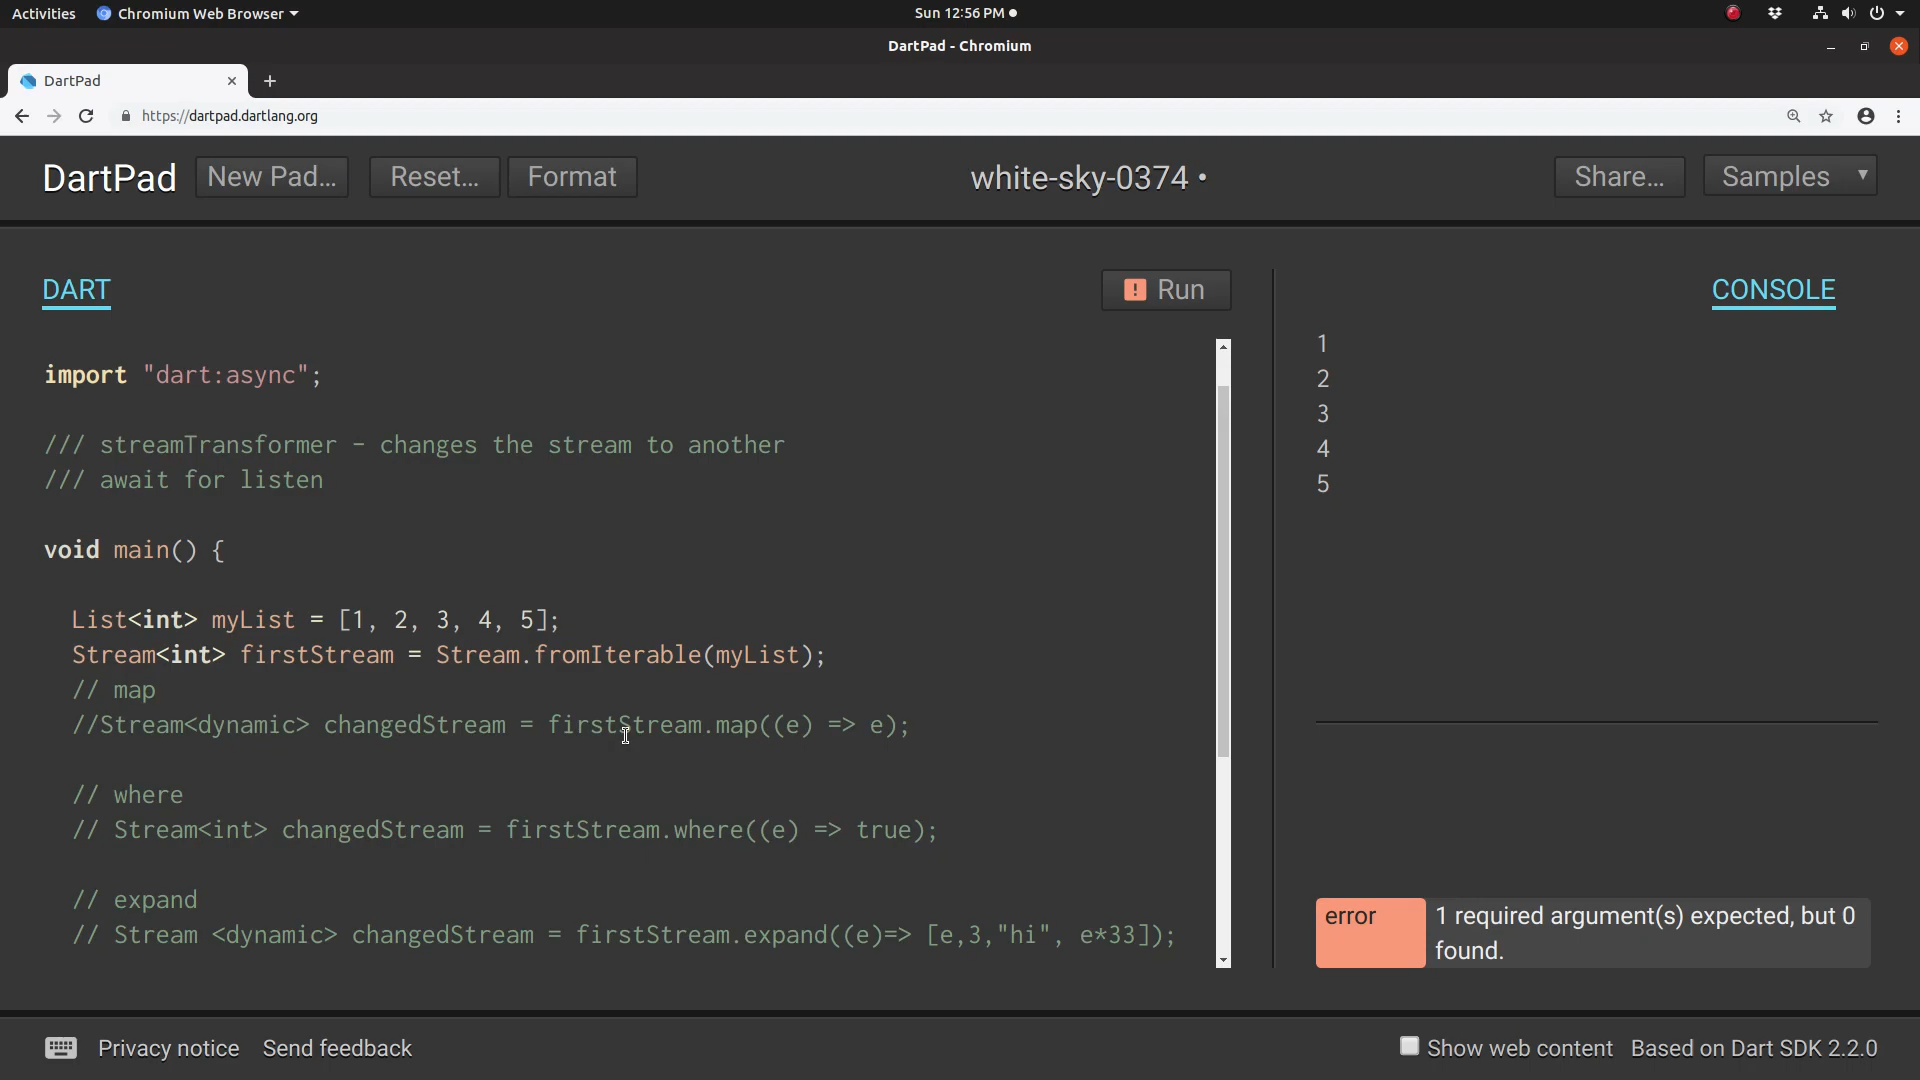 Activities Chromium Web Browser Sun 12:56 PM
DartPad - Chromium
DartPad
https://dartpad.dartlang.org
DartPad New Pad... Reset... Format white-sky-0374 • Share... Samples
DART ! Run CONSOLE
import "dart:async";
/// streamTransformer - changes the stream to another
/// await for listen
void main() {
List<int> myList = [1, 2, 3, 4, 5];
Stream<int> firstStream = Stream.fromIterable(myList);
// map
//Stream<dynamic> changedStream = firstStream.map((e) => e);
// where
// Stream<int> changedStream = firstStream.where((e) => true);
// expand
// Stream <dynamic> changedStream = firstStream.expand((e)=> [e,3,"hi", e*33]);
1
2
3
4
5
error 1 required argument(s) expected, but 0
found.
Privacy notice Send feedback Show web content Based on Dart SDK 2.2.0